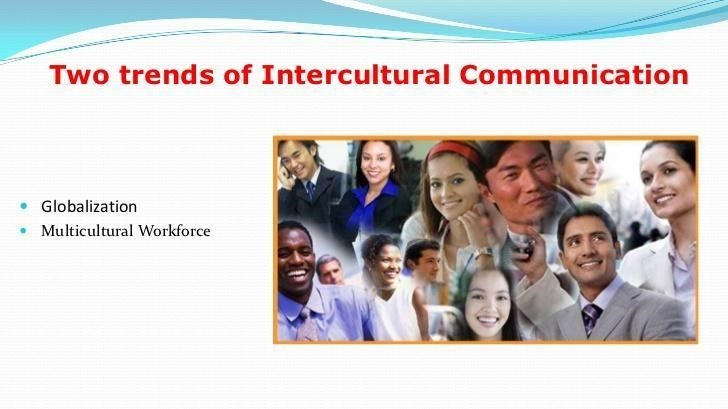 Two trends of Intercultural Communication
• Globalization
• Multicultural Workforce